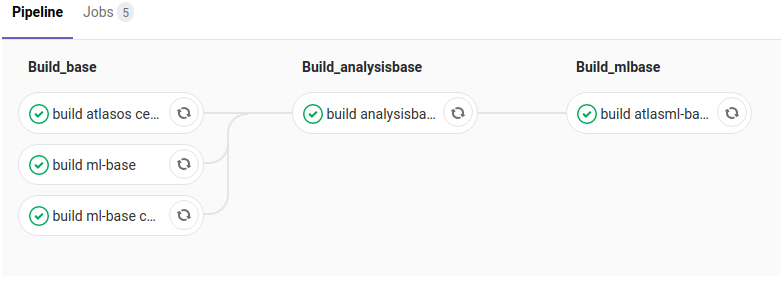 Pipeline Jobs 5
Build_base Build_analysisbase Build_mlbase
build atlasos ce... build analysisba... build atlasml-ba...
build ml-base
build ml-base c...